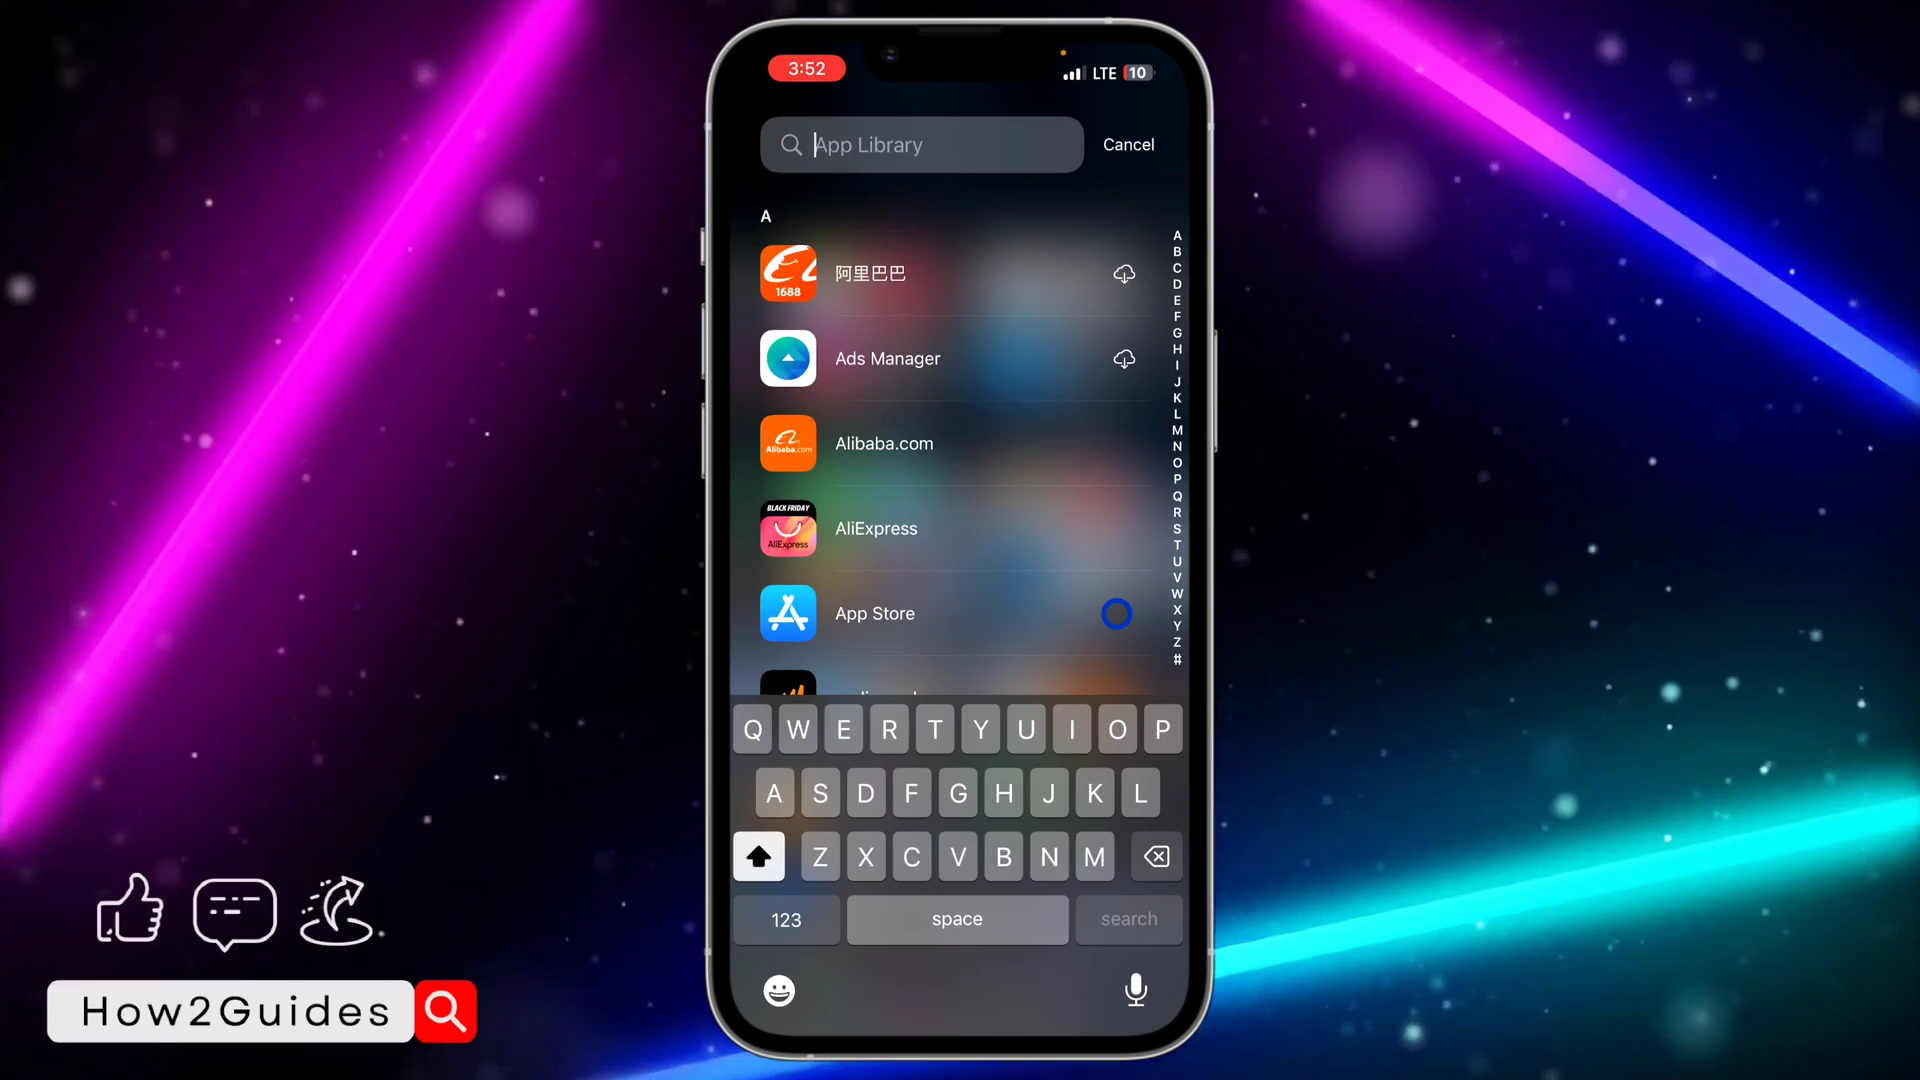 3:52
LTE 10
App Library
Cancel
A
1688
阿里巴巴
Ads Manager
Alibaba.com
Alibaba.com
BLACK FRIDAY
AliExpress
AliExpress
App Store
A
B
C
D
E
F
G
H
I
J
K
L
M
N
O
P
Q
R
S
T
U
V
W
X
Y
Z
#
Q W E R T Y U I O P
A S D F G H J K L
Z X C V B N M
123 space search
How2Guides